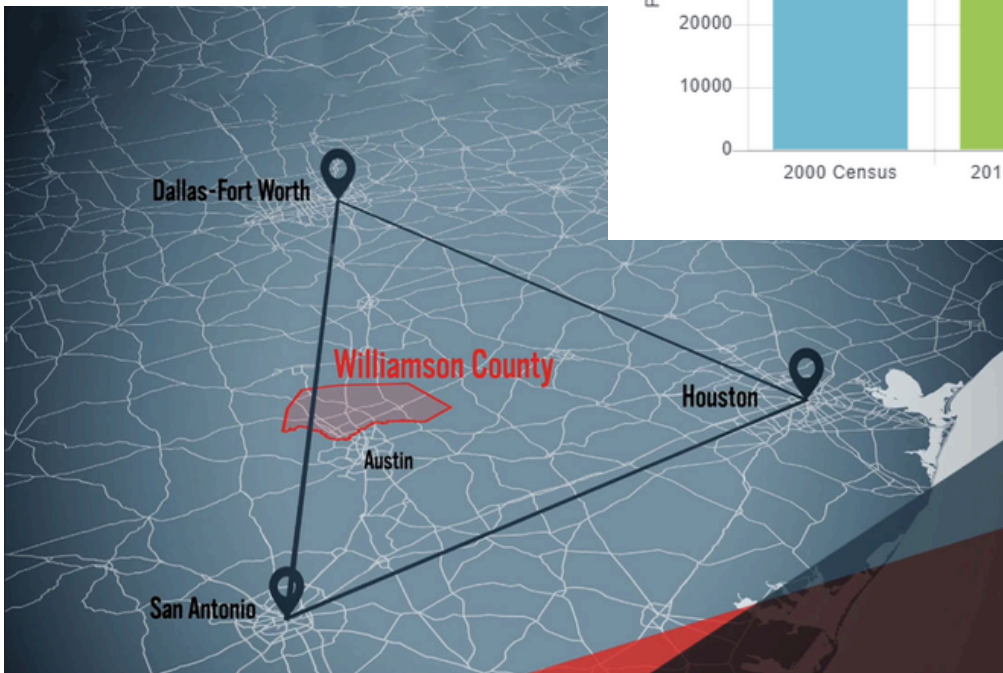 20000
10000
0
2000 Census
201
Dallas-Fort Worth
Williamson County
Houston
Austin
San Antonio